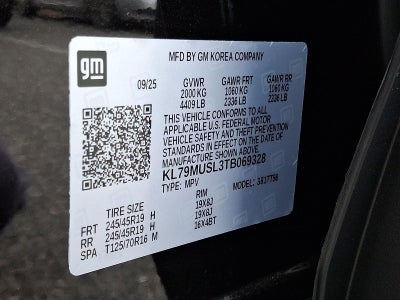 gm
MFD BY GM KOREA COMPANY
09/25 GVWR GAWR FRT GAWR RR
2000 KG 1060 KG 1060 KG
4409 LB 2336 LB 2336 LB
THIS VEHICLE CONFORMS TO ALL
APPLICABLE U.S. FEDERAL MOTOR
VEHICLE SAFETY AND THEFT PREVENTION
STANDARDS IN EFFECT ON THE DATE OF
MANUFACTURE SHOWN ABOVE.
KL79MUSL3TB069328
TYPE: MPV MODEL: 3817756
TIRE SIZE RIM
FRT 245/45R19 H 19X8J
RR 245/45R19 H 19X8J
SPA T125/70R16 M 16X4BT